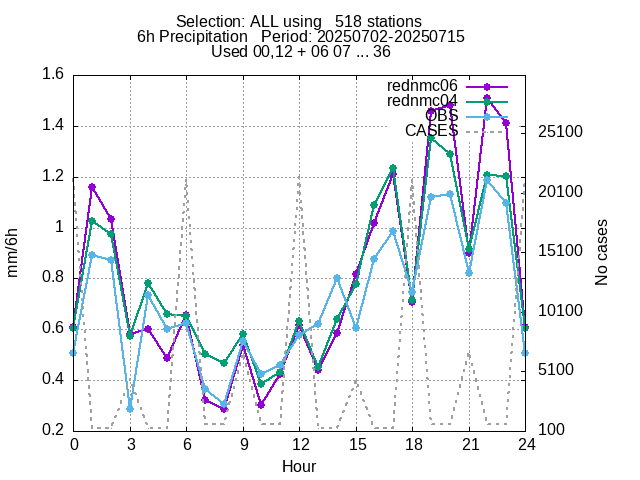 Selection: ALL using   518 stations
6h Precipitation   Period: 20250702-20250715
Used 00,12 + 06 07 ... 36
rednmc06
rednmc04
OBS
CASES
1.6
1.4
1.2
1
0.8
0.6
0.4
0.2
mm/6h
25100
20100
15100
10100
5100
100
No cases
0 3 6 9 12 15 18 21 24
Hour